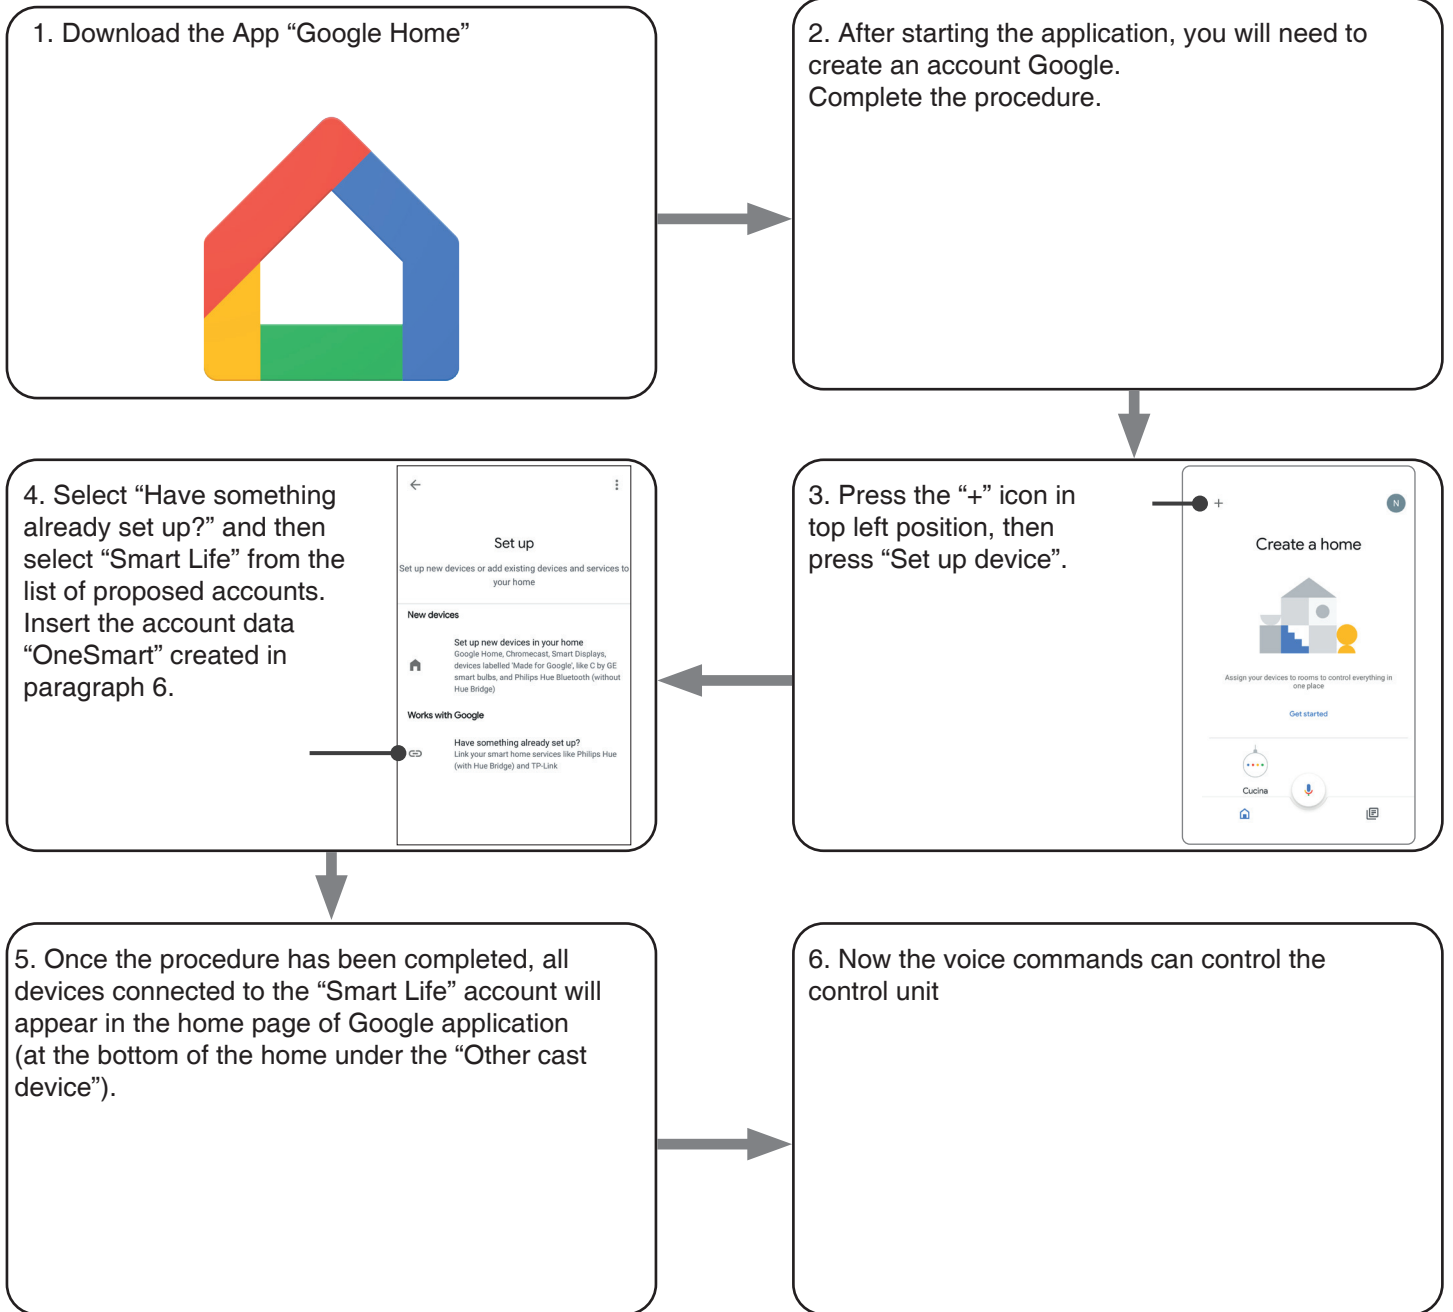 1. Download the App “Google Home”
2. After starting the application, you will need to
create an account Google.
Complete the procedure.
3. Press the “+” icon in
top left position, then
press “Set up device”.
+
N
Create a home
Assign your devices to rooms to control everything in
one place
Get started
Cucina
4. Select “Have something
already set up?” and then
select “Smart Life” from the
list of proposed accounts.
Insert the account data
“OneSmart” created in
paragraph 6.
Set up
Set up new devices or add existing devices and services to
your home
New devices
Set up new devices in your home
Google Home, Chromecast, Smart Displays,
devices labelled 'Made for Google', like C by GE
smart bulbs, and Philips Hue Bluetooth (without
Hue Bridge)
Works with Google
Have something already set up?
Link your smart home services like Philips Hue
(with Hue Bridge) and TP-Link
5. Once the procedure has been completed, all
devices connected to the “Smart Life” account will
appear in the home page of Google application
(at the bottom of the home under the “Other cast
device”).
6. Now the voice commands can control the
control unit